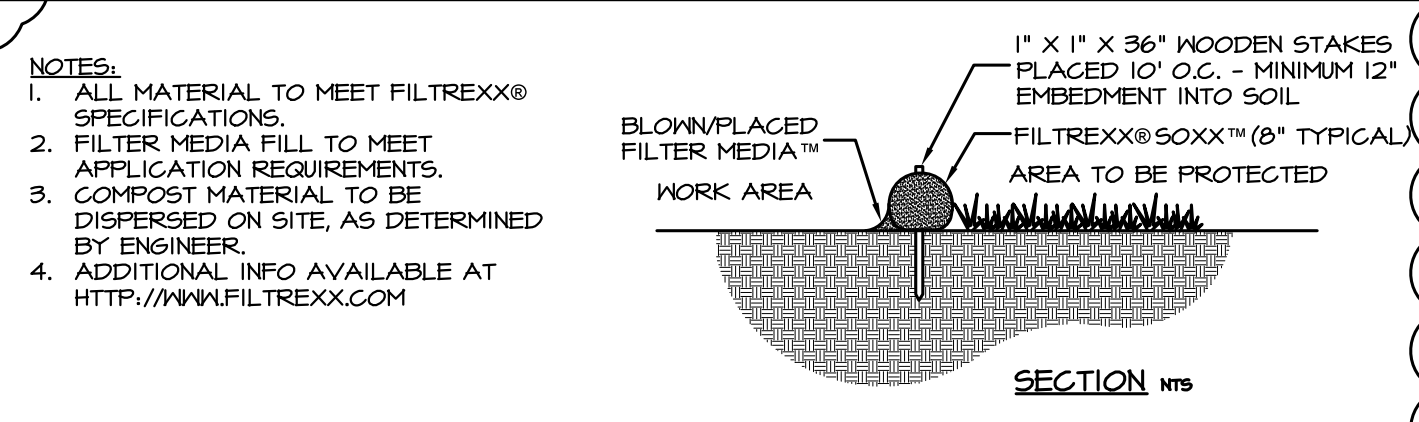 NOTES:
1. ALL MATERIAL TO MEET FILTREXX®
SPECIFICATIONS.
2. FILTER MEDIA FILL TO MEET
APPLICATION REQUIREMENTS.
3. COMPOST MATERIAL TO BE
DISPERSED ON SITE, AS DETERMINED
BY ENGINEER.
4. ADDITIONAL INFO AVAILABLE AT
HTTP://WWW.FILTREXX.COM
BLOWN/PLACED
FILTER MEDIA™
WORK AREA
1" X 1" X 36" WOODEN STAKES
PLACED 10' O.C. - MINIMUM 12"
EMBEDMENT INTO SOIL
FILTREXX® SOXX™ (8" TYPICAL)
AREA TO BE PROTECTED
SECTION NTS